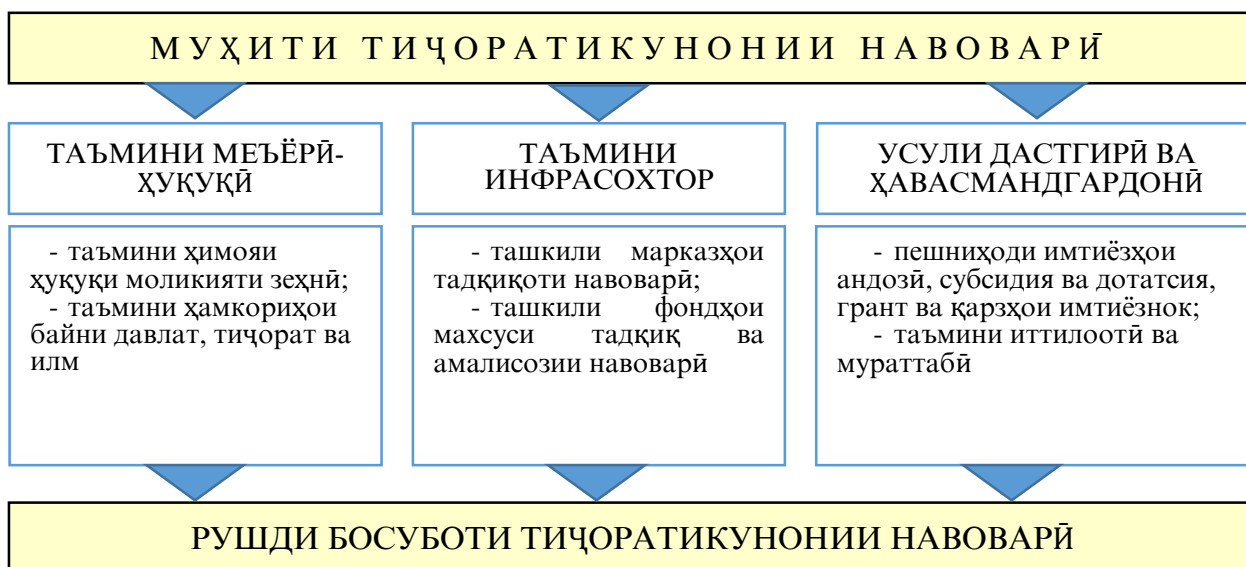 МУҲИТИ ТИҶОРАТИКУНОНИИ НАВОВАРӢ
ТАЪМИНИ МЕЪЁРӢ-
ҲУҚУҚӢ
- таъмини ҳимояи
ҳуқуқи моликияти зеҳнӣ;
- таъмини ҳамкориҳои
байни давлат, тиҷорат ва
илм
ТАЪМИНИ
ИНФРАСОХТОР
- ташкили марказҳои
тадқиқоти навоварӣ;
- ташкили фондҳои
махсуси тадқиқ ва
амалисозии навоварӣ
УСУЛИ ДАСТГИРӢ ВА
ҲАВАСМАНДГАРДОНӢ
- пешниҳоди имтиёзҳои
андозӣ, субсидия ва дотатсия,
грант ва қарзҳои имтиёзнок;
- таъмини иттилоотӣ ва
мураттабӣ
РУШДИ БОСУБОТИ ТИҶОРАТИКУНОНИИ НАВОВАРӢ